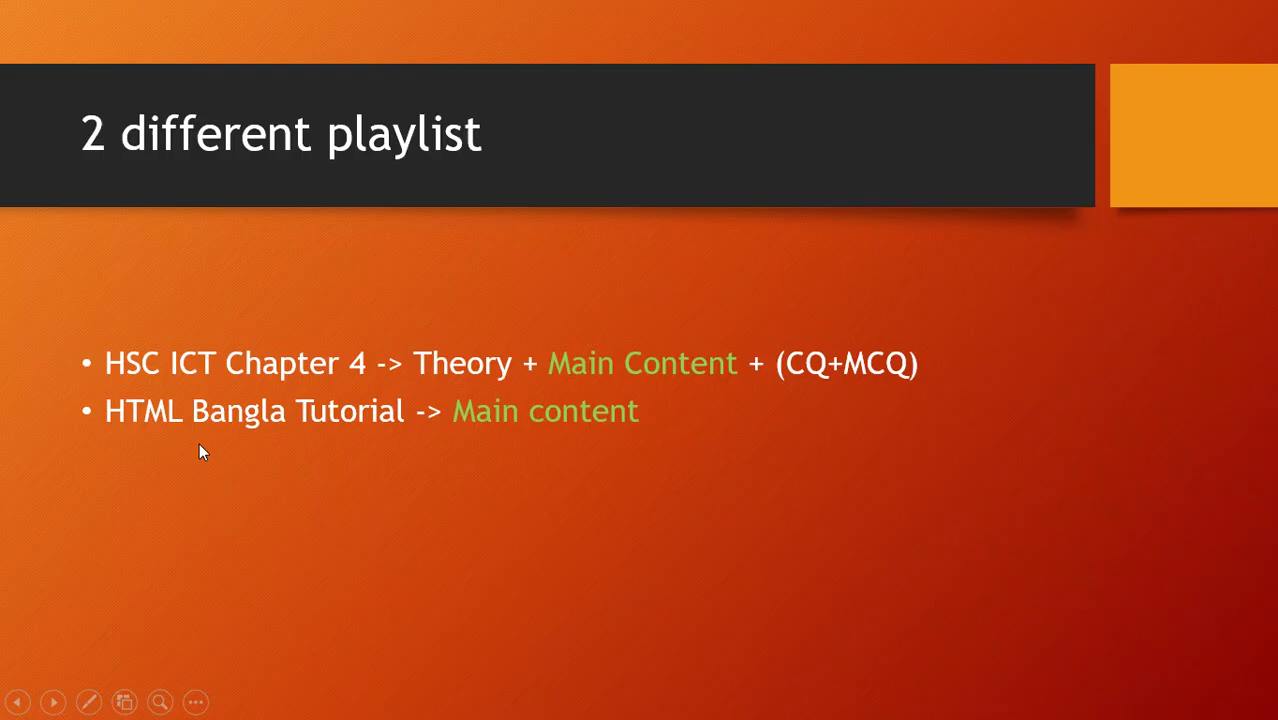 2 different playlist
• HSC ICT Chapter 4 -> Theory + Main Content + (CQ+MCQ)
• HTML Bangla Tutorial -> Main content